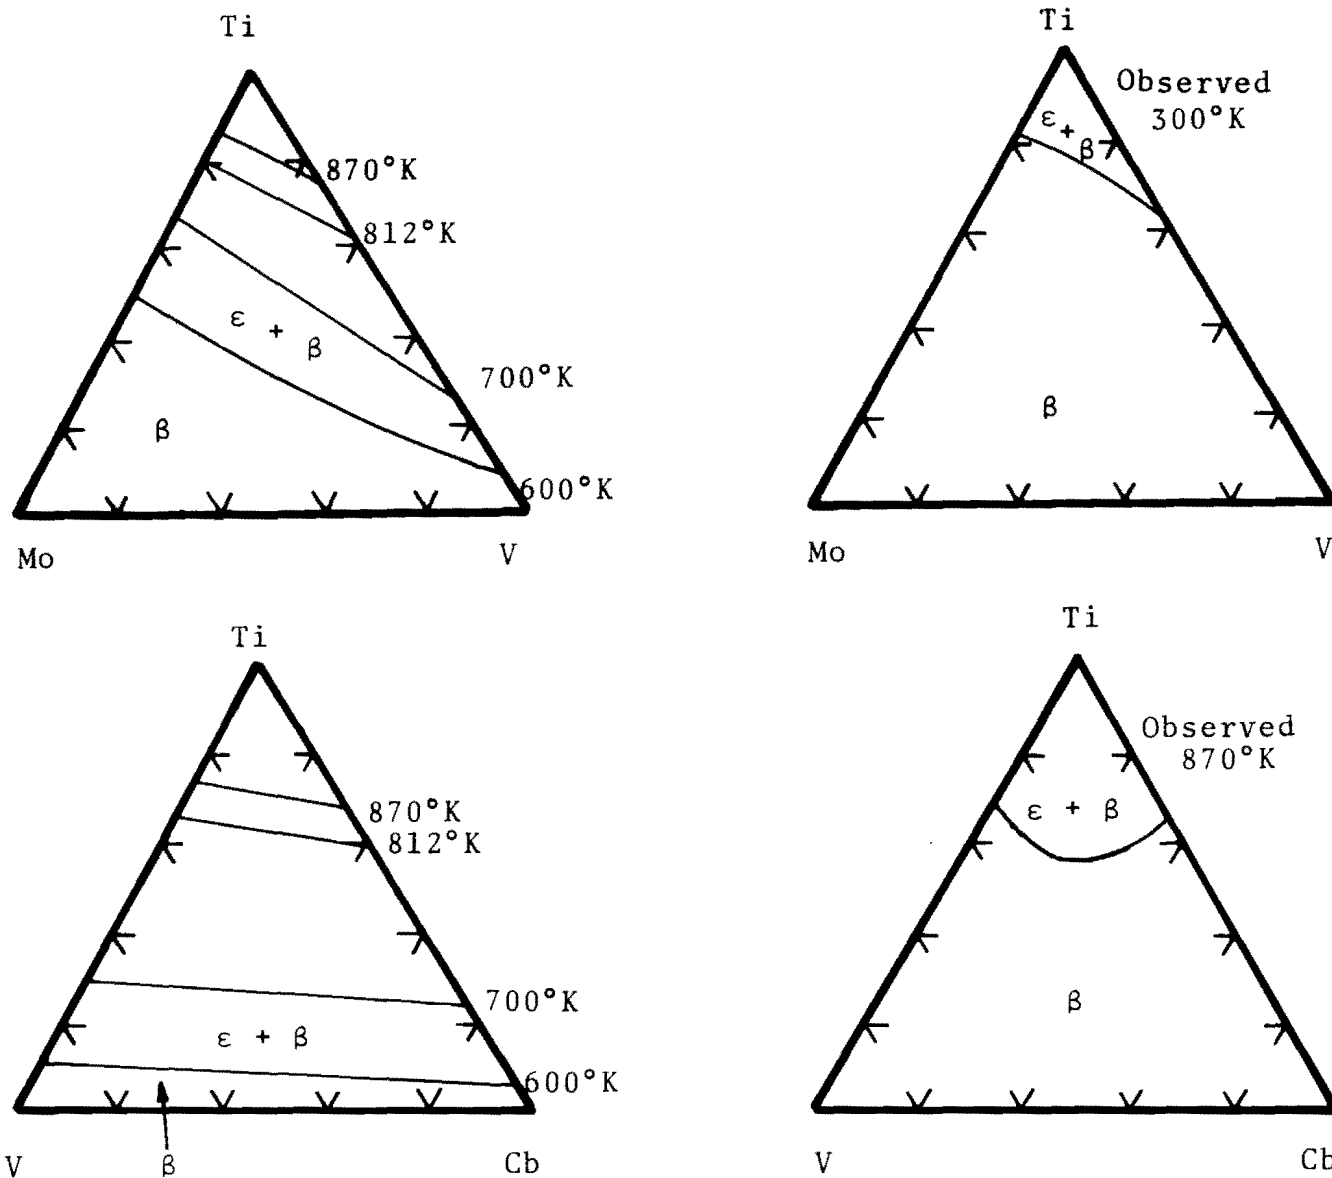 Ti
870°K
812°K
ε + β
700°K
β
600°K
Mo V
Ti
Observed
300°K
ε + β
β
Mo V
Ti
870°K
812°K
700°K
ε + β
600°K
V β Cb
Ti
Observed
870°K
ε + β
β
V Cb